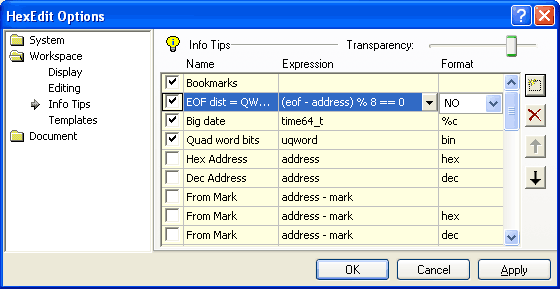 HexEdit Options
System
Workspace
Display
Editing
Info Tips
Templates
Document
Info Tips
Transparency:
Name Expression Format
Bookmarks
EOF dist = QW... (eof - address) % 8 == 0 NO
Big date time64_t %c
Quad word bits uqword bin
Hex Address address hex
Dec Address address dec
From Mark address - mark
From Mark address - mark hex
From Mark address - mark dec
OK Cancel Apply